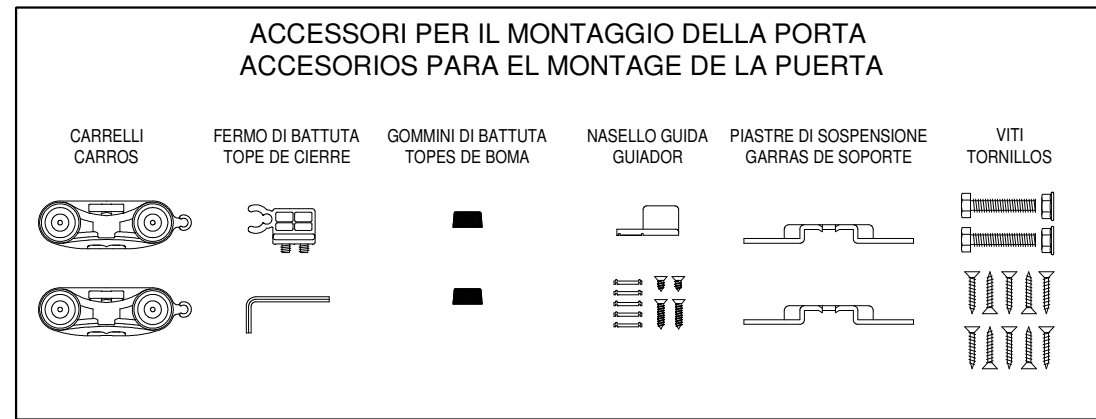 ACCESSORI PER IL MONTAGGIO DELLA PORTA
ACCESORIOS PARA EL MONTAGE DE LA PUERTA
CARRELLI
CARROS
FERMO DI BATTUTA
TOPE DE CIERRE
GOMMINI DI BATTUTA
TOPES DE BOMA
NASELLO GUIDA
GUIADOR
PIASTRE DI SOSPENSIONE
GARRAS DE SOPORTE
VITI
TORNILLOS